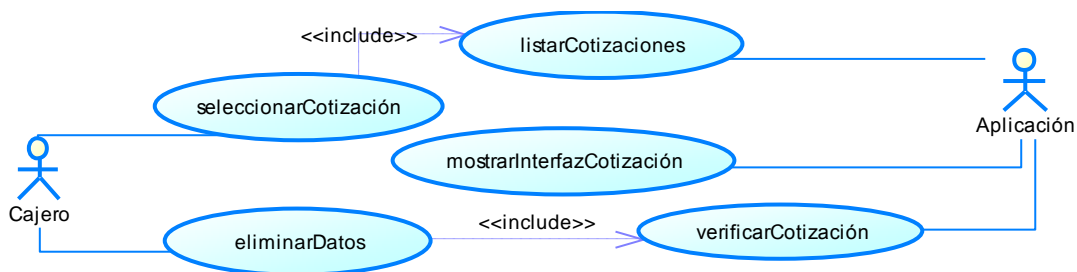 <<include>>
listarCotizaciones
seleccionarCotización
Aplicación
mostrarInterfazCotización
Cajero
<<include>>
eliminarDatos
verificarCotización